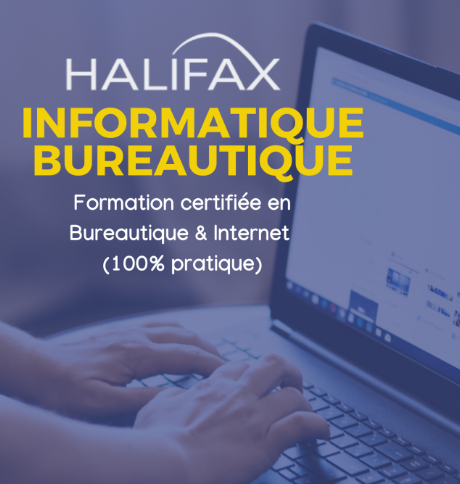 HALIFAX
INFORMATIQUE
BUREAUTIQUE
Formation certifiée en
Bureautique & Internet
(100% pratique)